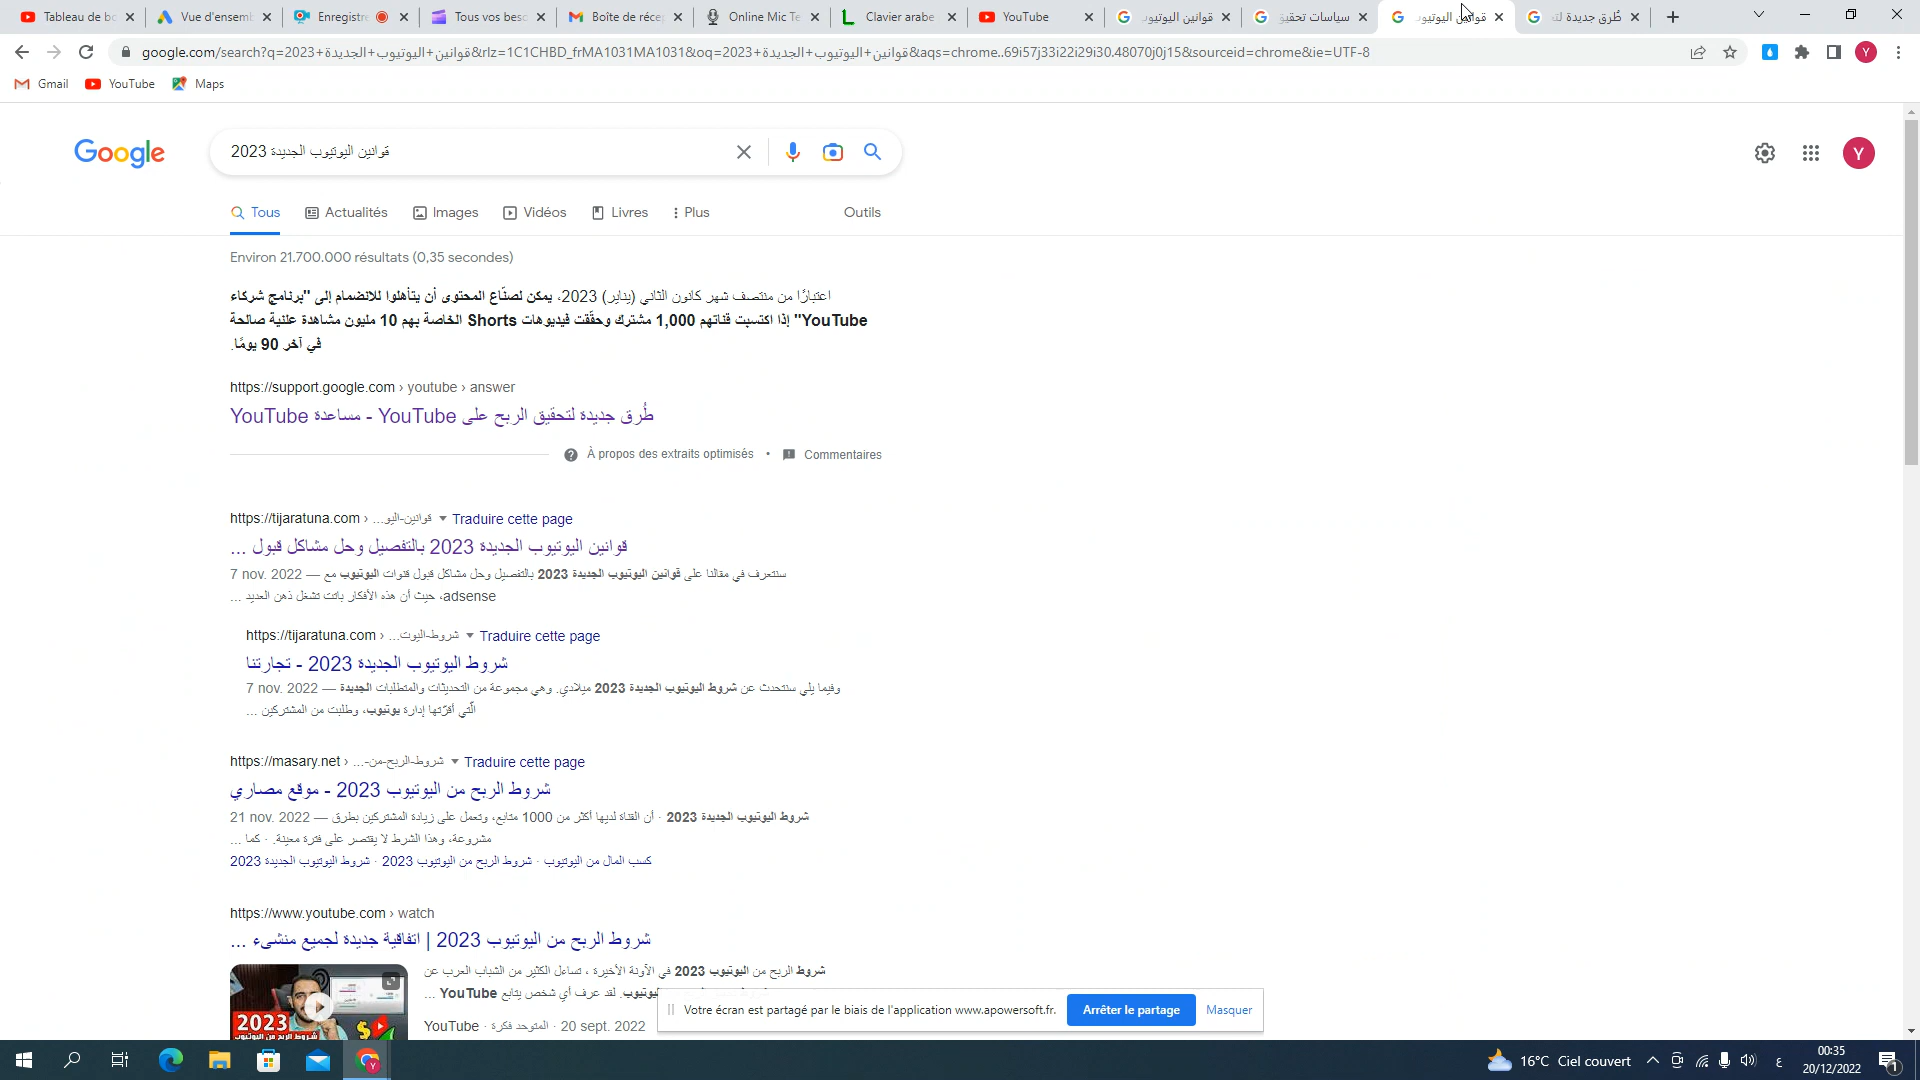 Tableau de bo
Vue d'ensem
Enregistre
Tous vos beso
Boîte de réce
Online Mic Te
Clavier arabe
YouTube
قوانين اليوتيوب
سياسات تحقيق
قوانين اليوتيوب
طُرق جديدة لتـ
google.com/search?q=2023+قوانين+اليوتيوب+الجديدة&rlz=1C1CHBD_frMA1031MA1031&oq=2023+قوانين+اليوتيوب+الجديدة&aqs=chrome..69i57j33i22i29i30.48070j0j15&sourceid=chrome&ie=UTF-8
Y
Gmail YouTube Maps
Google
قوانين اليوتيوب الجديدة 2023
Y
Tous Actualités Images Vidéos Livres Plus Outils
Environ 21.700.000 résultats (0,35 secondes)
اعتبارًا من منتصف شهر كانون الثاني (يناير) 2023، يمكن لصنّاع المحتوى أن يتأهلوا للانضمام إلى "برنامج شركاء
YouTube" إذا اكتسبت قناتهم 1,000 مشترك وحقّقت فيديوهات Shorts الخاصة بهم 10 مليون مشاهدة علنية صالحة
في آخر 90 يومًا.
https://support.google.com › youtube › answer
طُرق جديدة لتحقيق الربح على YouTube - مساعدة YouTube
À propos des extraits optimisés • Commentaires
https://tijaratuna.com › ...قوانين-اليو Traduire cette page
قوانين اليوتيوب الجديدة 2023 بالتفصيل وحل مشاكل قبول ...
7 nov. 2022 — سنتعرف في مقالنا على قوانين اليوتيوب الجديدة 2023 بالتفصيل وحل مشاكل قبول قنوات اليوتيوب مع
adsense، حيث أن هذه الأفكار باتت تشغل ذهن العديد ...
https://tijaratuna.com › ...شروط-اليوت Traduire cette page
شروط اليوتيوب الجديدة 2023 - تجارتنا
7 nov. 2022 — وفيما يلي سنتحدث عن شروط اليوتيوب الجديدة 2023 ميلادي. وهي مجموعة من التحديثات والمتطلبات الجديدة
الّتي أقرّتها إدارة يوتيوب، وطلبت من المشتركين ...
https://masary.net › ...-شروط-الربح-من Traduire cette page
شروط الربح من اليوتيوب 2023 - موقع مصاري
21 nov. 2022 — شروط اليوتيوب الجديدة 2023 · أن القناة لديها أكثر من 1000 متابع، وتعمل على زيادة المشتركين بطرق
مشروعة، وهذا الشرط لا يقتصر على فترة معينة. · كما ...
كسب المال من اليوتيوب · شروط الربح من اليوتيوب 2023 · شروط اليوتيوب الجديدة 2023
https://www.youtube.com › watch
شروط الربح من اليوتيوب 2023 | اتفاقية جديدة لجميع منشىء ...
شروط الربح من اليوتيوب 2023 في الآونة الأخيرة ، تساءل الكثير من الشباب العرب عن
اليوتيوب. لقد عرف أي شخص يتابع YouTube ...
YouTube · المتوحد فكرة · 20 sept. 2022
2023
شروط الربح من اليوتيوب
Votre écran est partagé par le biais de l'application www.apowersoft.fr. Arrêter le partage Masquer
16°C Ciel couvert ع 00:35
20/12/2022
1